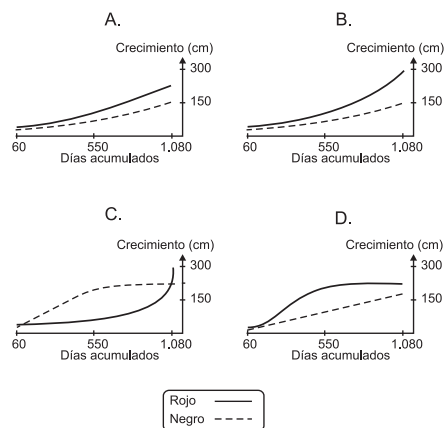 A.
Crecimiento (cm)
300
150
60 550 1.080
Días acumulados
B.
Crecimiento (cm)
300
150
60 550 1.080
Días acumulados
C.
Crecimiento (cm)
300
150
60 550 1.080
Días acumulados
D.
Crecimiento (cm)
300
150
60 550 1.080
Días acumulados
Rojo
Negro